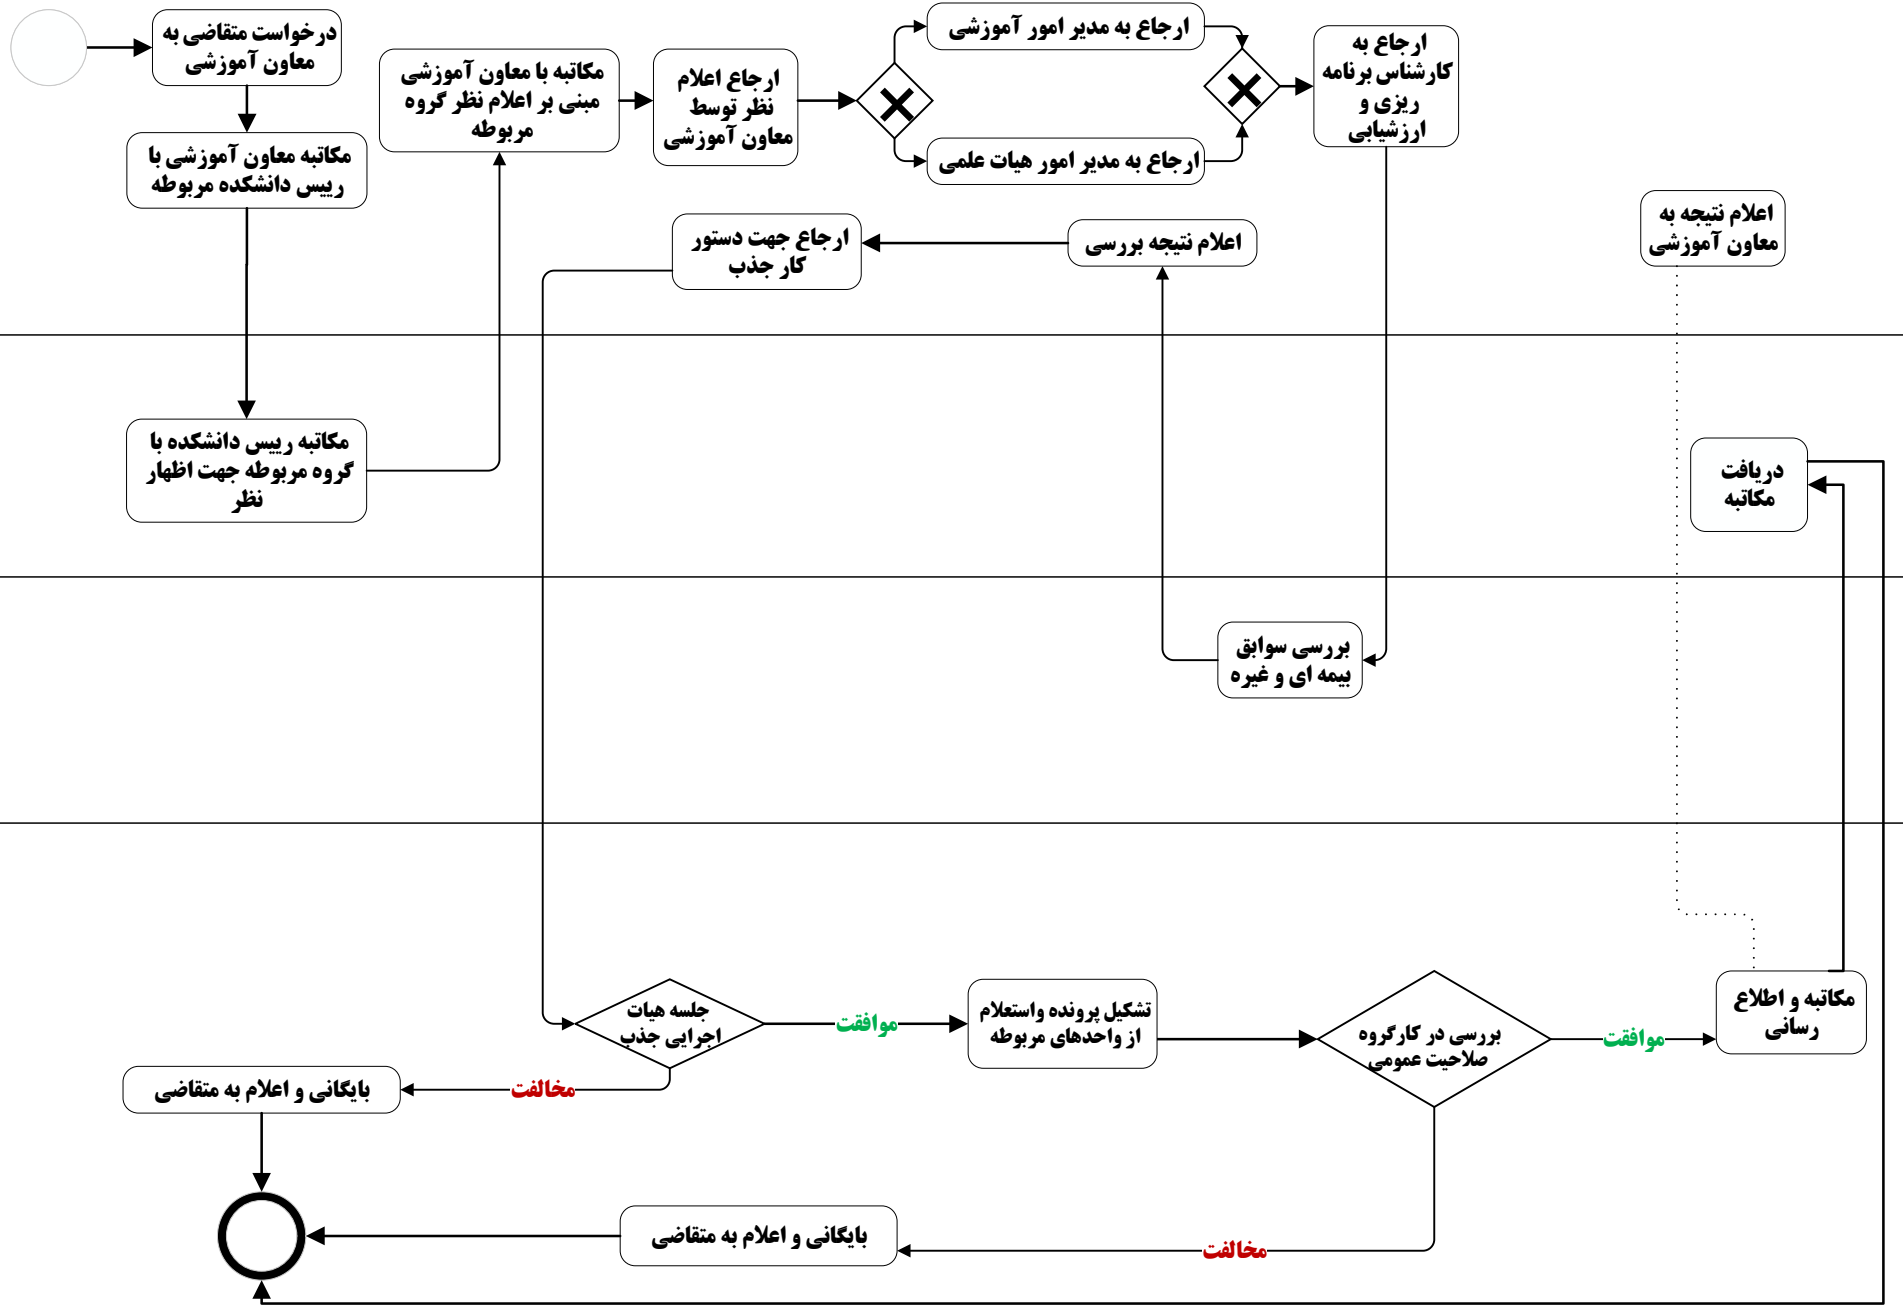 درخواست متقاضی به
معاون آموزشی
مکاتبه معاون آموزشی با
رییس دانشکده مربوطه
مکاتبه با معاون آموزشی
مبنی بر اعلام نظر گروه
مربوطه
ارجاع اعلام
نظر توسط
معاون آموزشی
ارجاع به مدیر امور آموزشی
ارجاع به مدیر امور هیات علمی
ارجاع به
کارشناس برنامه
ریزی و
ارزشیابی
اعلام نتیجه به
معاون آموزشی
اعلام نتیجه بررسی
ارجاع جهت دستور
کار جذب
مکاتبه رییس دانشکده با
گروه مربوطه جهت اظهار
نظر
دریافت
مکاتبه
بررسی سوابق
بیمه ای و غیره
جلسه هیات
اجرایی جذب
موافقت
تشکیل پرونده واستعلام
از واحدهای مربوطه
بررسی در کارگروه
صلاحیت عمومی
موافقت
مکاتبه و اطلاع
رسانی
مخالفت
بایگانی و اعلام به متقاضی
مخالفت
بایگانی و اعلام به متقاضی